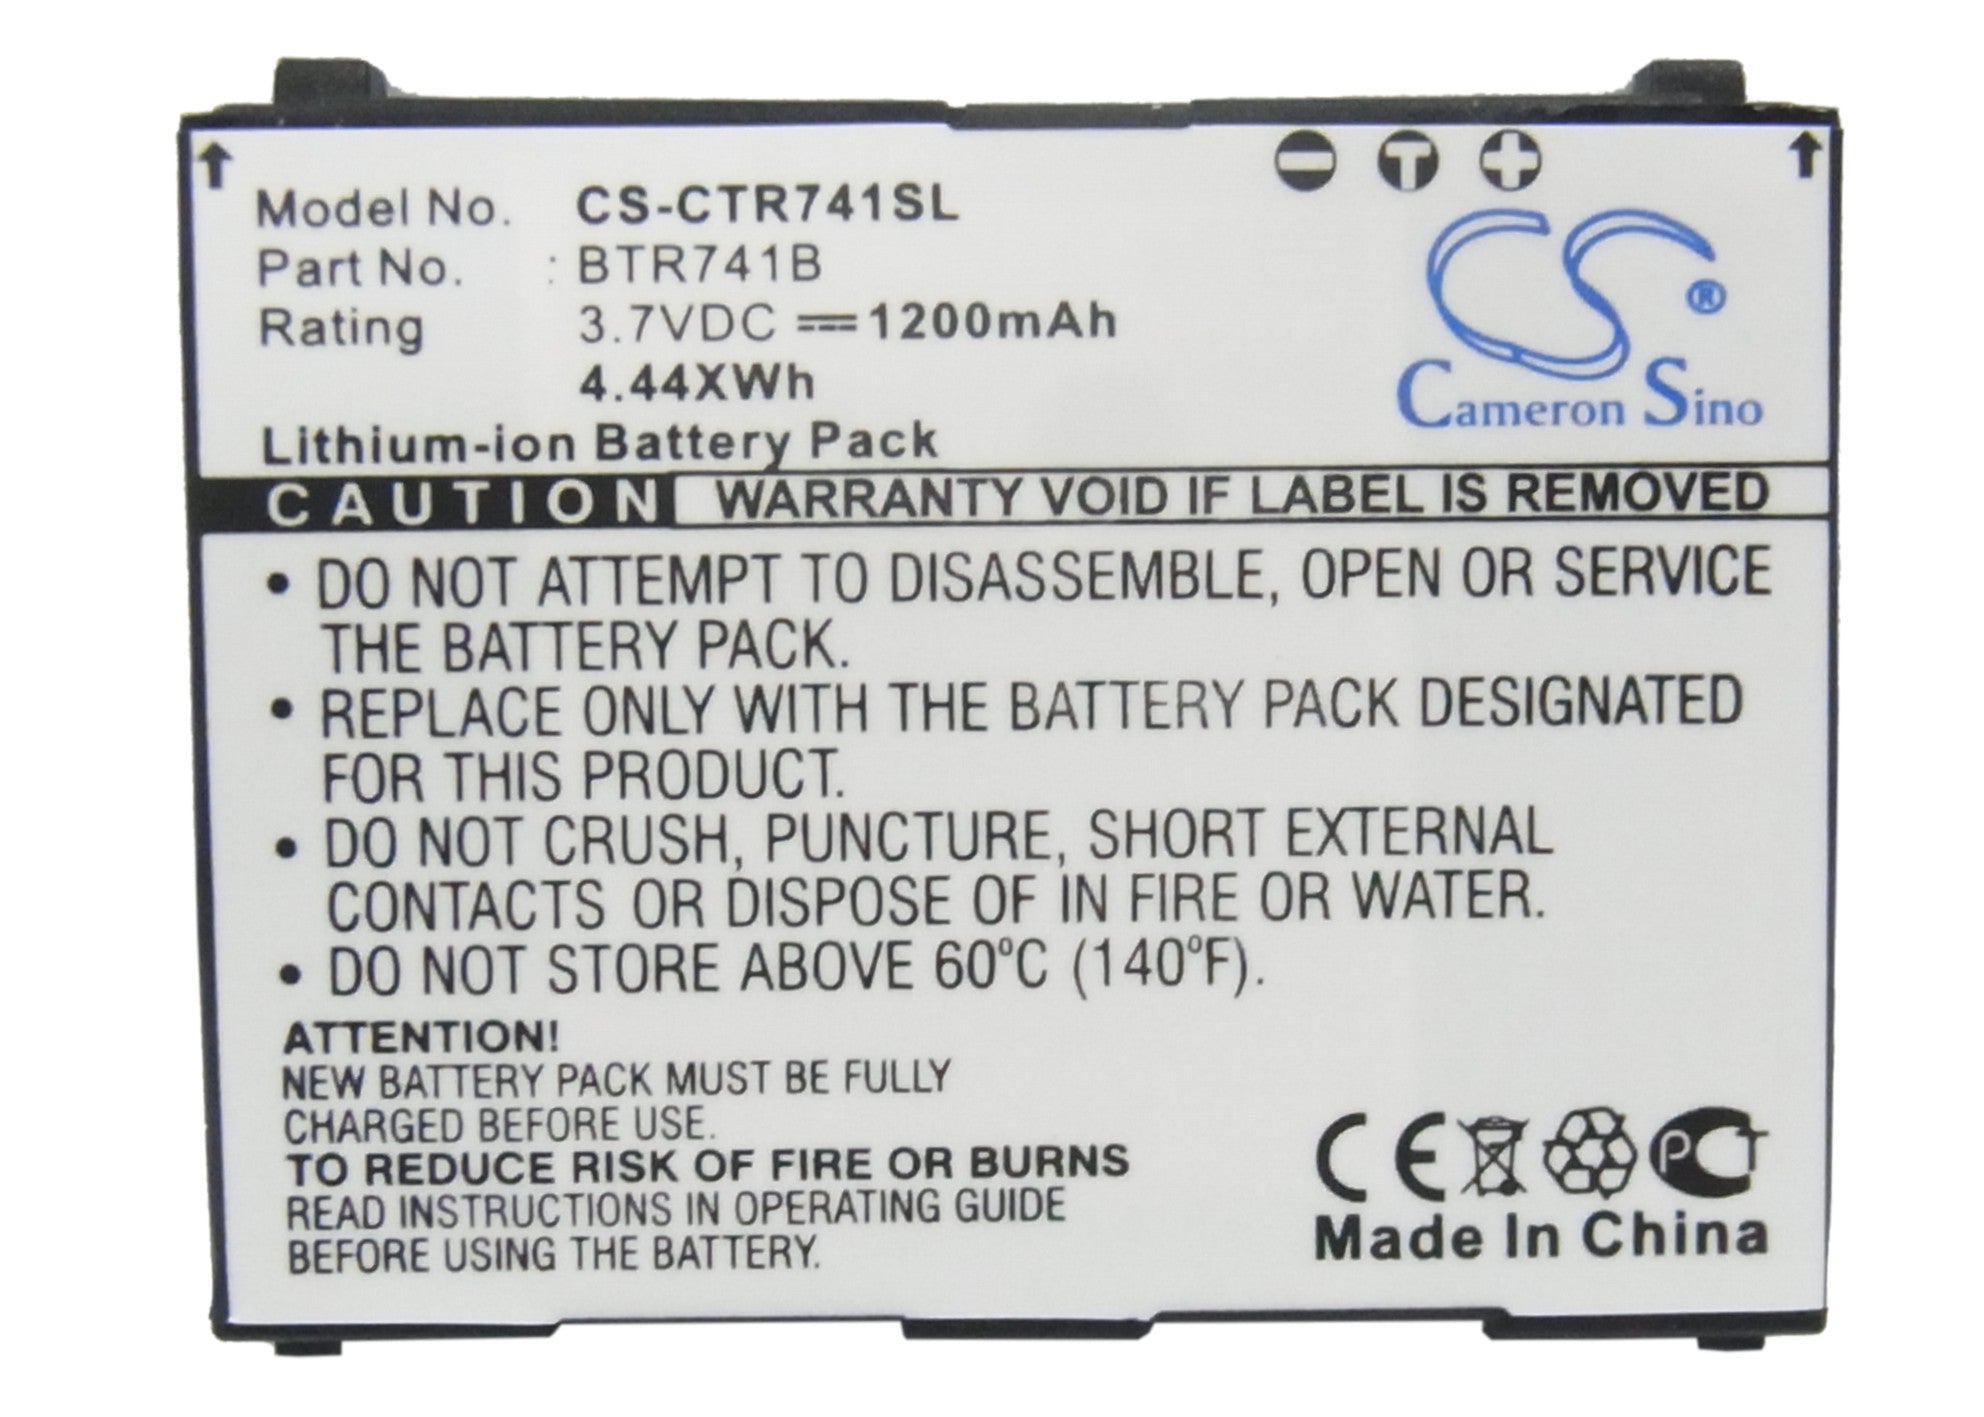 − T +
Model No. CS-CTR741SL
Part No. : BTR741B
Rating 3.7VDC 1200mAh
4.44XWh
Lithium-ion Battery Pack
CS ®
Cameron Sino
CAUTION WARRANTY VOID IF LABEL IS REMOVED
• DO NOT ATTEMPT TO DISASSEMBLE, OPEN OR SERVICE
THE BATTERY PACK.
• REPLACE ONLY WITH THE BATTERY PACK DESIGNATED
FOR THIS PRODUCT.
• DO NOT CRUSH, PUNCTURE, SHORT EXTERNAL
CONTACTS OR DISPOSE OF IN FIRE OR WATER.
• DO NOT STORE ABOVE 60°C (140°F).
ATTENTION!
NEW BATTERY PACK MUST BE FULLY
CHARGED BEFORE USE.
TO REDUCE RISK OF FIRE OR BURNS
READ INSTRUCTIONS IN OPERATING GUIDE
BEFORE USING THE BATTERY.
CE PCT
Made In China